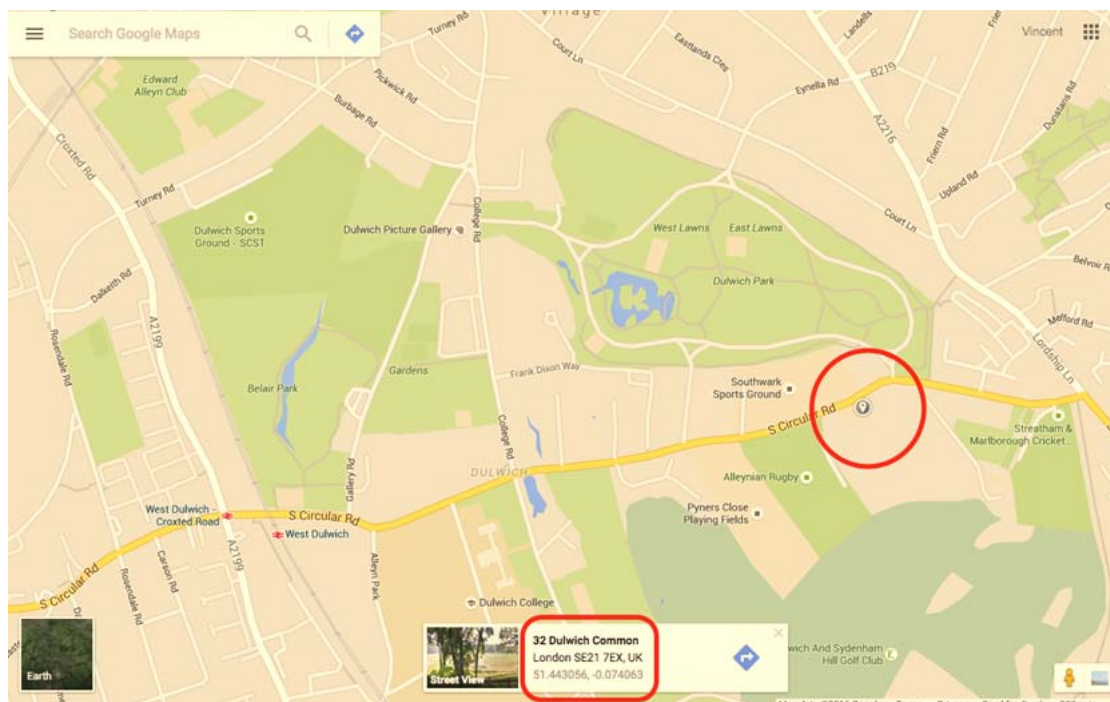 Search Google Maps
Vincent
Village
Turney Rd
Court Ln
Eastlands Cres
Landells
Edward
Alleyn Club
Pickwick Rd
Burbage Rd
Eynella Rd
B219
A2216
Friern Rd
Dunstans Rd
Croxted Rd
Turney Rd
Upland Rd
Court Ln
Dulwich Sports
Ground - SCST
Dulwich Picture Gallery
College Rd
West Lawns
East Lawns
Belvoir R
Dulwich Park
Dalkeith Rd
A2199
Melford Rd
Rosendale Rd
Lordship Ln
Gardens
Frank Dixon Way
Belair Park
Southwark
Sports Ground
S Circular Rd
Streatham &
Marlborough Cricket...
College Rd
DULWICH
Gallery Rd
Alleynian Rugby
West Dulwich -
Croxted Road
S Circular Rd
West Dulwich
Pyners Close
Playing Fields
A2199
Carson Rd
Rosendale Rd
Alleyn Park
S Circular Rd
Dulwich College
32 Dulwich Common
London SE21 7EX, UK
51.443056, -0.074063
Street View
Earth
wich And Sydenham
Hill Golf Club